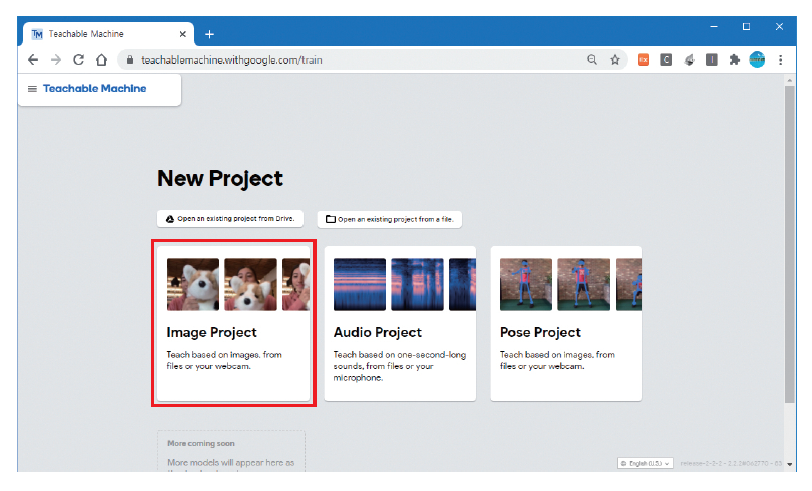 Teachable Machine
teachablemachine.withgoogle.com/train
Teachable Machine
New Project
Open an existing project from Drive.
Open an existing project from a file.
Image Project
Teach based on images, from
files or your webcam.
Audio Project
Teach based on one-second-long
sounds, from files or your
microphone.
Pose Project
Teach based on images, from
files or your webcam.
More coming soon
More models will appear here as
English (U.S.)